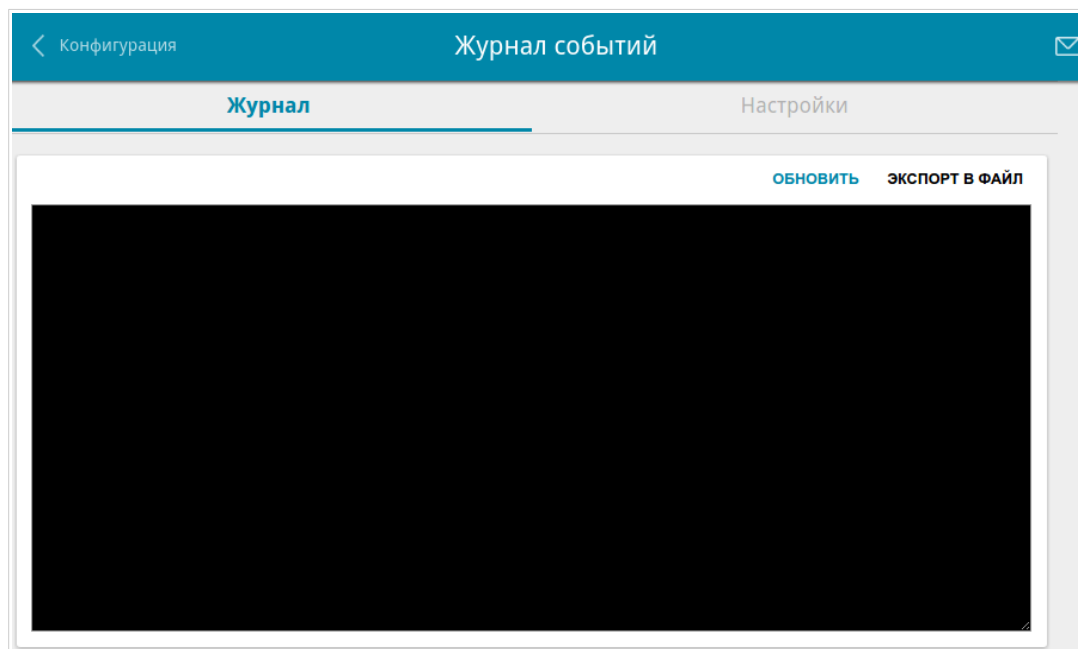 Конфигурация
Журнал событий
Журнал
Настройки
ОБНОВИТЬ
ЭКСПОРТ В ФАЙЛ